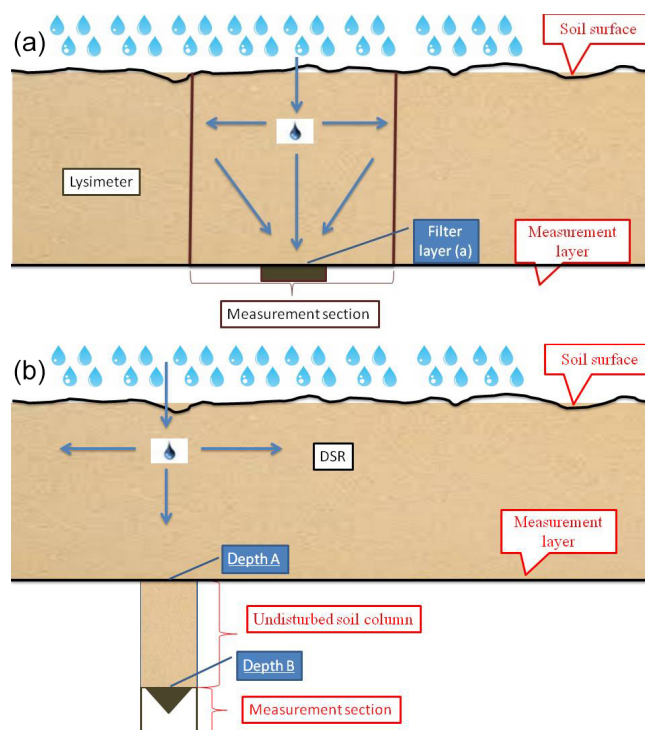 (a)
Soil surface
Lysimeter
Filter
layer (a)
Measurement
layer
Measurement section
(b)
Soil surface
DSR
Measurement
layer
Depth A
Undisturbed soil column
Depth B
Measurement section